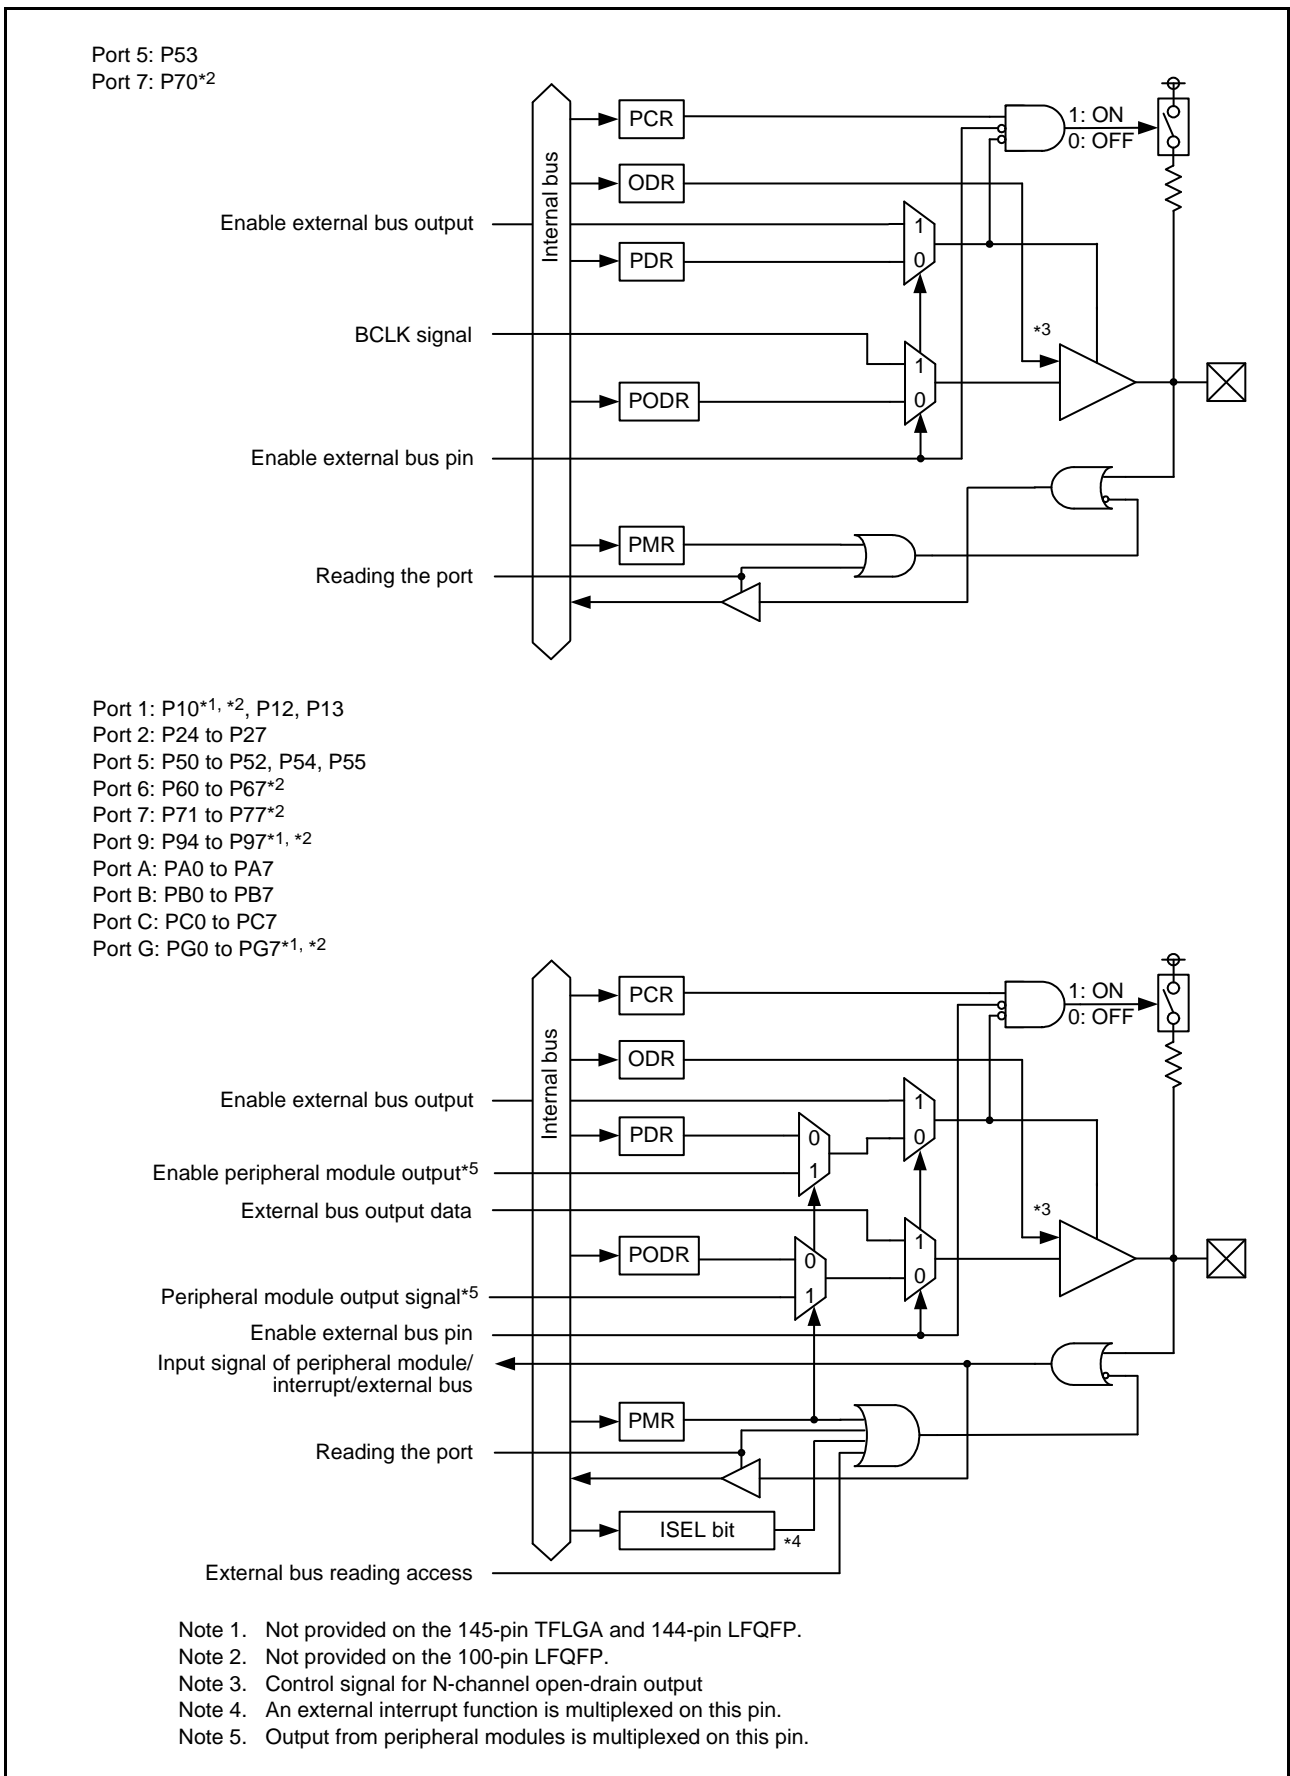 Port 5: P53
Port 7: P70*2
Internal bus
PCR
1: ON
0: OFF
ODR
Enable external bus output
1
PDR
0
BCLK signal
*3
1
PODR
0
Enable external bus pin
PMR
Reading the port
Port 1: P10*1, *2, P12, P13
Port 2: P24 to P27
Port 5: P50 to P52, P54, P55
Port 6: P60 to P67*2
Port 7: P71 to P77*2
Port 9: P94 to P97*1, *2
Port A: PA0 to PA7
Port B: PB0 to PB7
Port C: PC0 to PC7
Port G: PG0 to PG7*1, *2
Internal bus
PCR
1: ON
0: OFF
ODR
Enable external bus output
1
PDR
0
0
Enable peripheral module output*5
1
External bus output data
*3
1
PODR
0
0
Peripheral module output signal*5
1
Enable external bus pin
Input signal of peripheral module/
interrupt/external bus
PMR
Reading the port
ISEL bit
*4
External bus reading access
Note 1. Not provided on the 145-pin TFLGA and 144-pin LFQFP.
Note 2. Not provided on the 100-pin LFQFP.
Note 3. Control signal for N-channel open-drain output
Note 4. An external interrupt function is multiplexed on this pin.
Note 5. Output from peripheral modules is multiplexed on this pin.